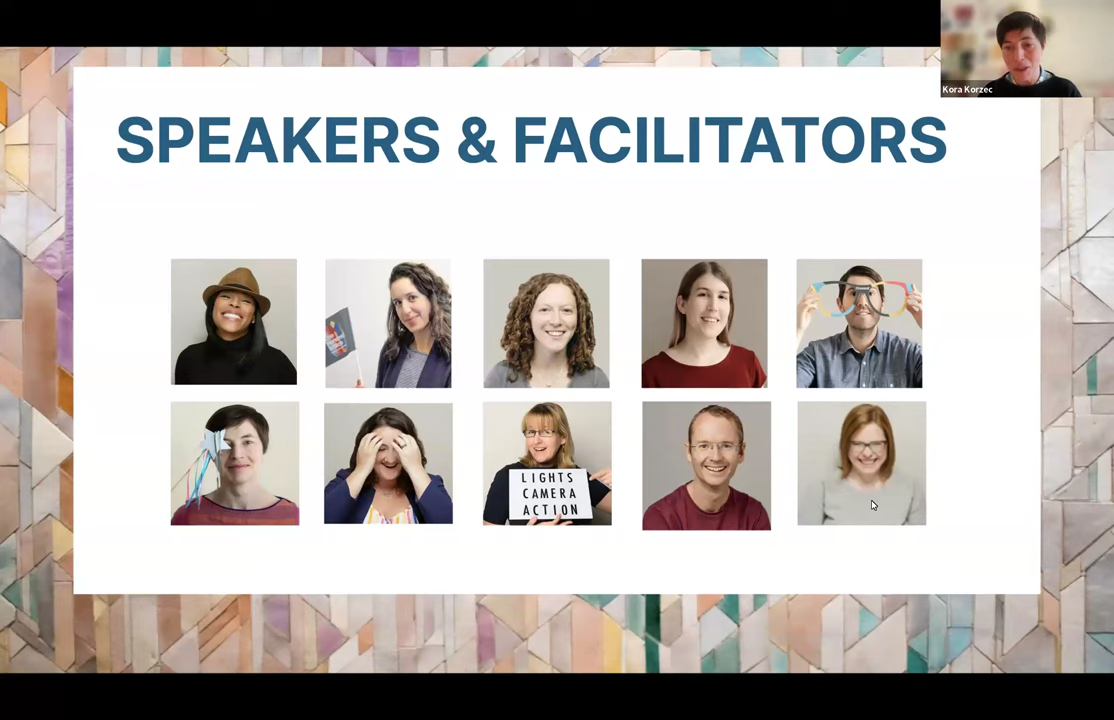 Kora Korzec
SPEAKERS & FACILITATORS
LIGHTS
CAMERA
ACTION